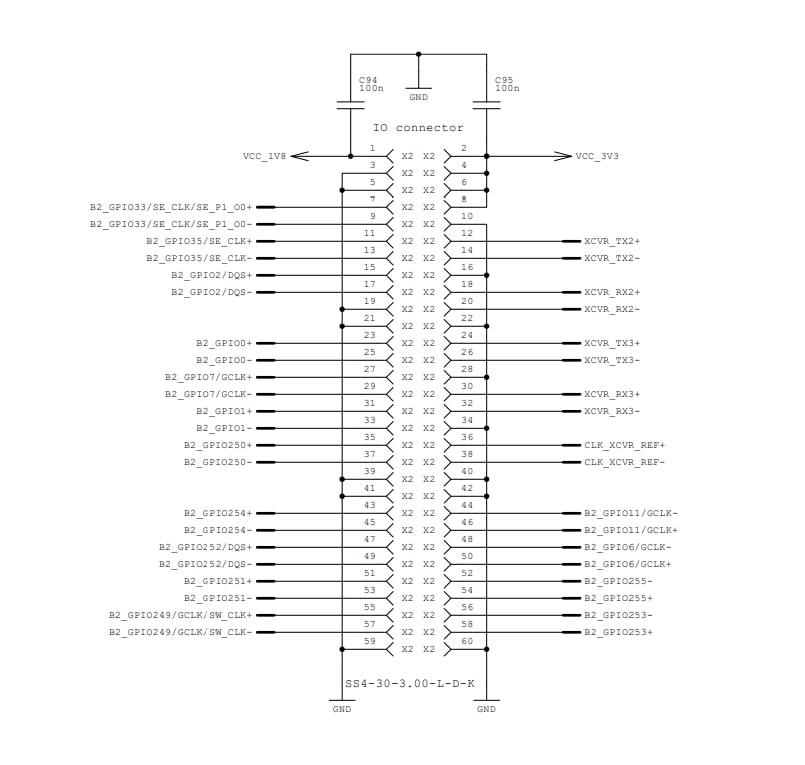 C94
100n
C95
100n
GND
IO connector
VCC_1V8 1 X2 X2 2 VCC_3V3
3 X2 X2 4
5 X2 X2 6
B2_GPIO33/SE_CLK/SE_P1_O0+ 7 X2 X2 8
B2_GPIO33/SE_CLK/SE_P1_O0- 9 X2 X2 10
B2_GPIO35/SE_CLK+ 11 X2 X2 12 XCVR_TX2+
B2_GPIO35/SE_CLK- 13 X2 X2 14 XCVR_TX2-
B2_GPIO2/DQS+ 15 X2 X2 16
B2_GPIO2/DQS- 17 X2 X2 18 XCVR_RX2+
19 X2 X2 20 XCVR_RX2-
21 X2 X2 22
B2_GPIO0+ 23 X2 X2 24 XCVR_TX3+
B2_GPIO0- 25 X2 X2 26 XCVR_TX3-
B2_GPIO7/GCLK+ 27 X2 X2 28
B2_GPIO7/GCLK- 29 X2 X2 30 XCVR_RX3+
B2_GPIO1+ 31 X2 X2 32 XCVR_RX3-
B2_GPIO1- 33 X2 X2 34
B2_GPIO250+ 35 X2 X2 36 CLK_XCVR_REF+
B2_GPIO250- 37 X2 X2 38 CLK_XCVR_REF-
39 X2 X2 40
41 X2 X2 42
B2_GPIO254+ 43 X2 X2 44 B2_GPIO11/GCLK-
B2_GPIO254- 45 X2 X2 46 B2_GPIO11/GCLK+
B2_GPIO252/DQS+ 47 X2 X2 48 B2_GPIO6/GCLK-
B2_GPIO252/DQS- 49 X2 X2 50 B2_GPIO6/GCLK+
B2_GPIO251+ 51 X2 X2 52 B2_GPIO255-
B2_GPIO251- 53 X2 X2 54 B2_GPIO255+
B2_GPIO249/GCLK/SW_CLK+ 55 X2 X2 56 B2_GPIO253-
B2_GPIO249/GCLK/SW_CLK- 57 X2 X2 58 B2_GPIO253+
59 X2 X2 60
SS4-30-3.00-L-D-K
GND GND